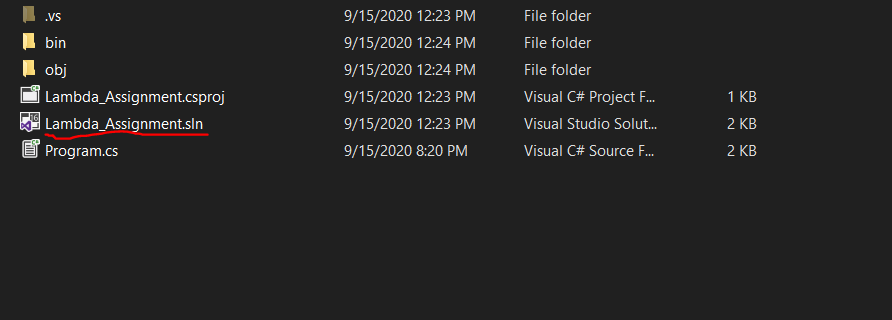 .vs 9/15/2020 12:23 PM File folder
bin 9/15/2020 12:24 PM File folder
obj 9/15/2020 12:24 PM File folder
Lambda_Assignment.csproj 9/15/2020 12:23 PM Visual C# Project F... 1 KB
Lambda_Assignment.sln 9/15/2020 12:23 PM Visual Studio Solut... 2 KB
Program.cs 9/15/2020 8:20 PM Visual C# Source F... 2 KB